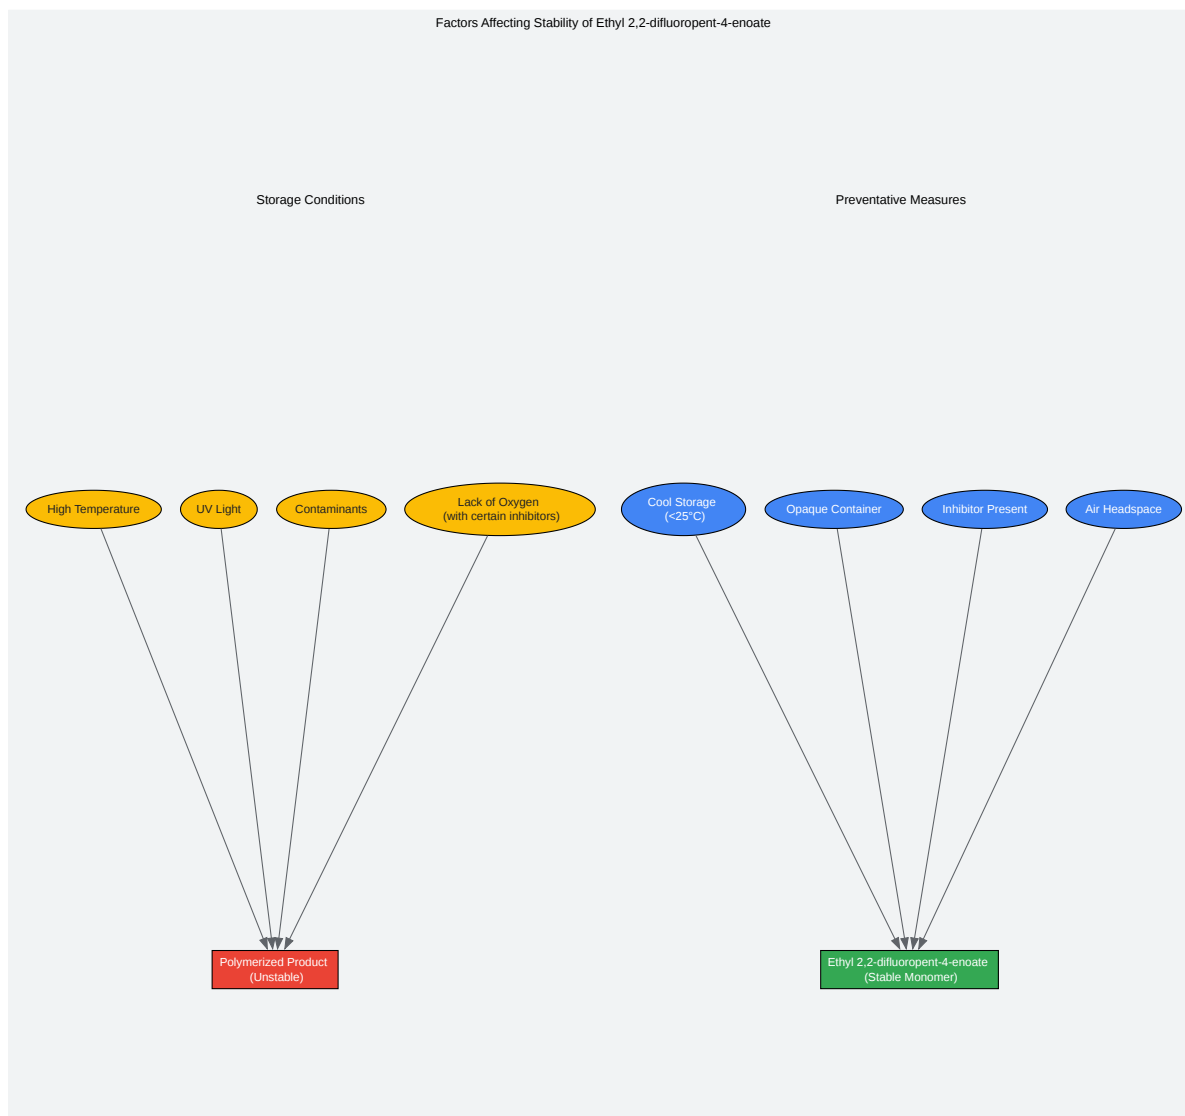 Factors Affecting Stability of Ethyl 2,2-difluoropent-4-enoate
Storage Conditions
Preventative Measures
High Temperature
UV Light
Contaminants
Lack of Oxygen
(with certain inhibitors)
Cool Storage
(<25°C)
Opaque Container
Inhibitor Present
Air Headspace
Polymerized Product
(Unstable)
Ethyl 2,2-difluoropent-4-enoate
(Stable Monomer)